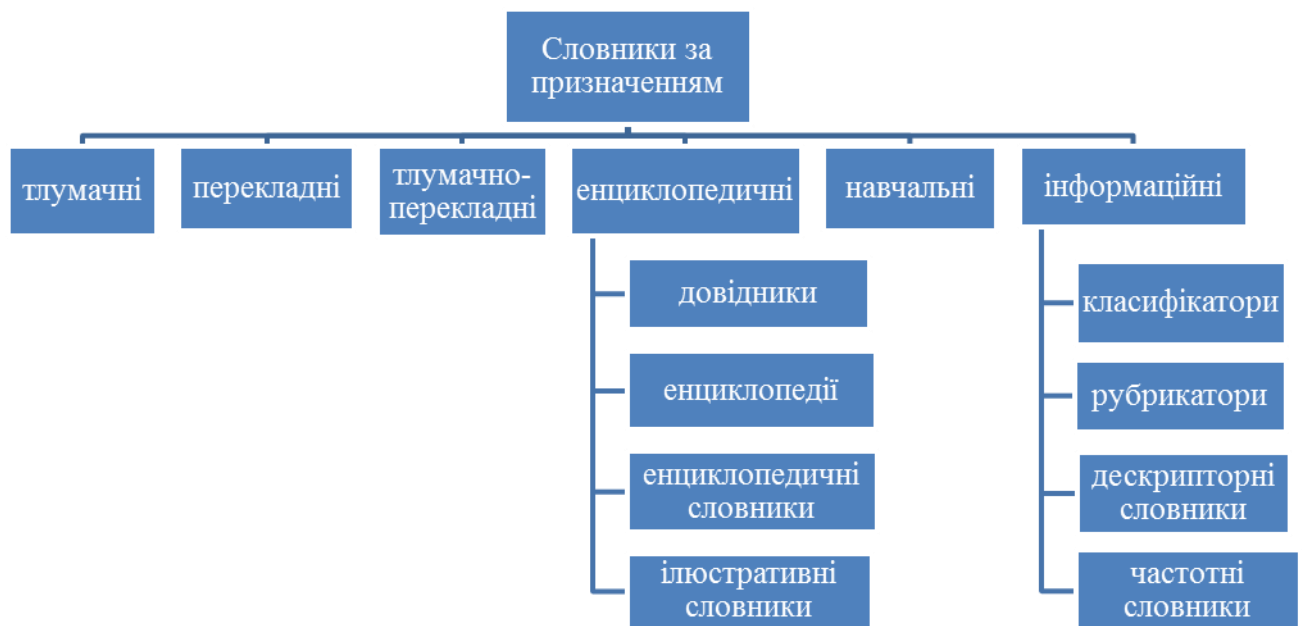 Словники за
призначенням
тлумачні
перекладні
тлумачно-
перекладні
енциклопедичні
навчальні
інформаційні
довідники
енциклопедії
енциклопедичні
словники
ілюстративні
словники
класифікатори
рубрикатори
дескрипторні
словники
частотні
словники